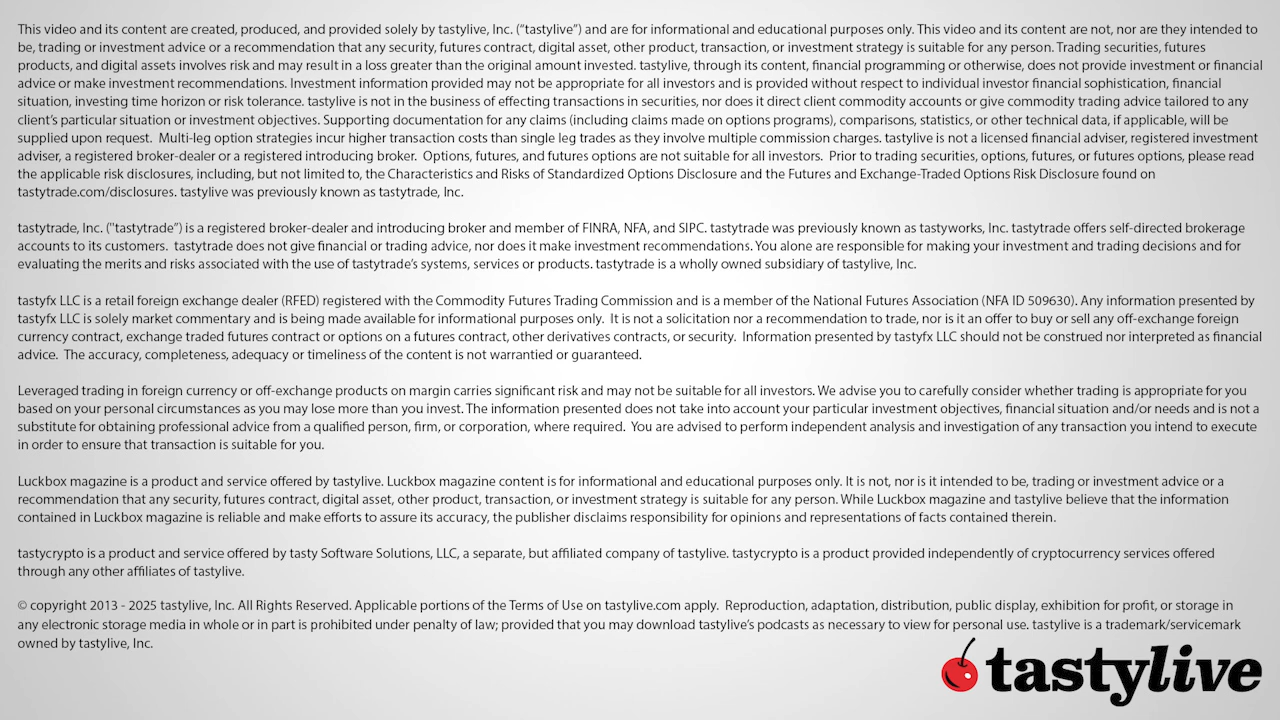 This video and its content are created, produced, and provided solely by tastylive, Inc. (“tastylive”) and are for informational and educational purposes only. This video and its content are not, nor are they intended to
be, trading or investment advice or a recommendation that any security, futures contract, digital asset, other product, transaction, or investment strategy is suitable for any person. Trading securities, futures
products, and digital assets involves risk and may result in a loss greater than the original amount invested. tastylive, through its content, financial programming or otherwise, does not provide investment or financial
advice or make investment recommendations. Investment information provided may not be appropriate for all investors and is provided without respect to individual investor financial sophistication, financial
situation, investing time horizon or risk tolerance. tastylive is not in the business of effecting transactions in securities, nor does it direct client commodity accounts or give commodity trading advice tailored to any
client’s particular situation or investment objectives. Supporting documentation for any claims (including claims made on options programs), comparisons, statistics, or other technical data, if applicable, will be
supplied upon request.  Multi-leg option strategies incur higher transaction costs than single leg trades as they involve multiple commission charges. tastylive is not a licensed financial adviser, registered investment
adviser, a registered broker-dealer or a registered introducing broker.  Options, futures, and futures options are not suitable for all investors.  Prior to trading securities, options, futures, or futures options, please read
the applicable risk disclosures, including, but not limited to, the Characteristics and Risks of Standardized Options Disclosure and the Futures and Exchange-Traded Options Risk Disclosure found on
tastytrade.com/disclosures. tastylive was previously known as tastytrade, Inc.
tastytrade, Inc. ("tastytrade”) is a registered broker-dealer and introducing broker and member of FINRA, NFA, and SIPC. tastytrade was previously known as tastyworks, Inc. tastytrade offers self-directed brokerage
accounts to its customers.  tastytrade does not give financial or trading advice, nor does it make investment recommendations. You alone are responsible for making your investment and trading decisions and for
evaluating the merits and risks associated with the use of tastytrade’s systems, services or products. tastytrade is a wholly owned subsidiary of tastylive, Inc.
tastyfx LLC is a retail foreign exchange dealer (RFED) registered with the Commodity Futures Trading Commission and is a member of the National Futures Association (NFA ID 509630). Any information presented by
tastyfx LLC is solely market commentary and is being made available for informational purposes only.  It is not a solicitation nor a recommendation to trade, nor is it an offer to buy or sell any off-exchange foreign
currency contract, exchange traded futures contract or options on a futures contract, other derivatives contracts, or security.  Information presented by tastyfx LLC should not be construed nor interpreted as financial
advice.  The accuracy, completeness, adequacy or timeliness of the content is not warrantied or guaranteed.
Leveraged trading in foreign currency or off-exchange products on margin carries significant risk and may not be suitable for all investors. We advise you to carefully consider whether trading is appropriate for you
based on your personal circumstances as you may lose more than you invest. The information presented does not take into account your particular investment objectives, financial situation and/or needs and is not a
substitute for obtaining professional advice from a qualified person, firm, or corporation, where required.  You are advised to perform independent analysis and investigation of any transaction you intend to execute
in order to ensure that transaction is suitable for you.
Luckbox magazine is a product and service offered by tastylive. Luckbox magazine content is for informational and educational purposes only. It is not, nor is it intended to be, trading or investment advice or a
recommendation that any security, futures contract, digital asset, other product, transaction, or investment strategy is suitable for any person. While Luckbox magazine and tastylive believe that the information
contained in Luckbox magazine is reliable and make efforts to assure its accuracy, the publisher disclaims responsibility for opinions and representations of facts contained therein.
tastycrypto is a product and service offered by tasty Software Solutions, LLC, a separate, but affiliated company of tastylive. tastycrypto is a product provided independently of cryptocurrency services offered
through any other affiliates of tastylive.
© copyright 2013 - 2025 tastylive, Inc. All Rights Reserved. Applicable portions of the Terms of Use on tastylive.com apply.  Reproduction, adaptation, distribution, public display, exhibition for profit, or storage in
any electronic storage media in whole or in part is prohibited under penalty of law; provided that you may download tastylive’s podcasts as necessary to view for personal use. tastylive is a trademark/servicemark
owned by tastylive, Inc.
tastylive